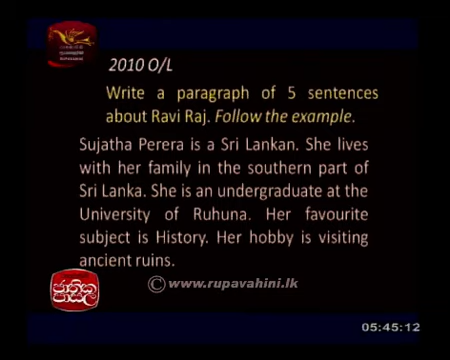 2010 O/L
Write a paragraph of 5 sentences
about Ravi Raj. Follow the example.
Sujatha Perera is a Sri Lankan. She lives
with her family in the southern part of
Sri Lanka. She is an undergraduate at the
University of Ruhuna. Her favourite
subject is History. Her hobby is visiting
ancient ruins.
ජාතික
පාසල
© www.rupavahini.lk
05:45:12